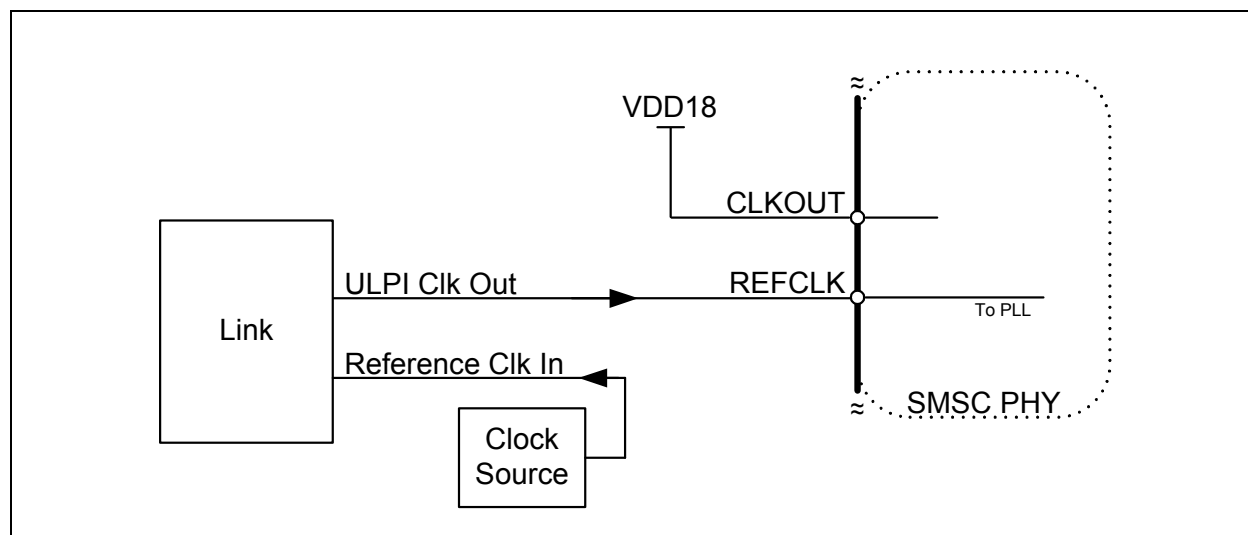 VDD18
CLKOUT
ULPI Clk Out
REFCLK
To PLL
Link
Reference Clk In
SMSC PHY
Clock
Source